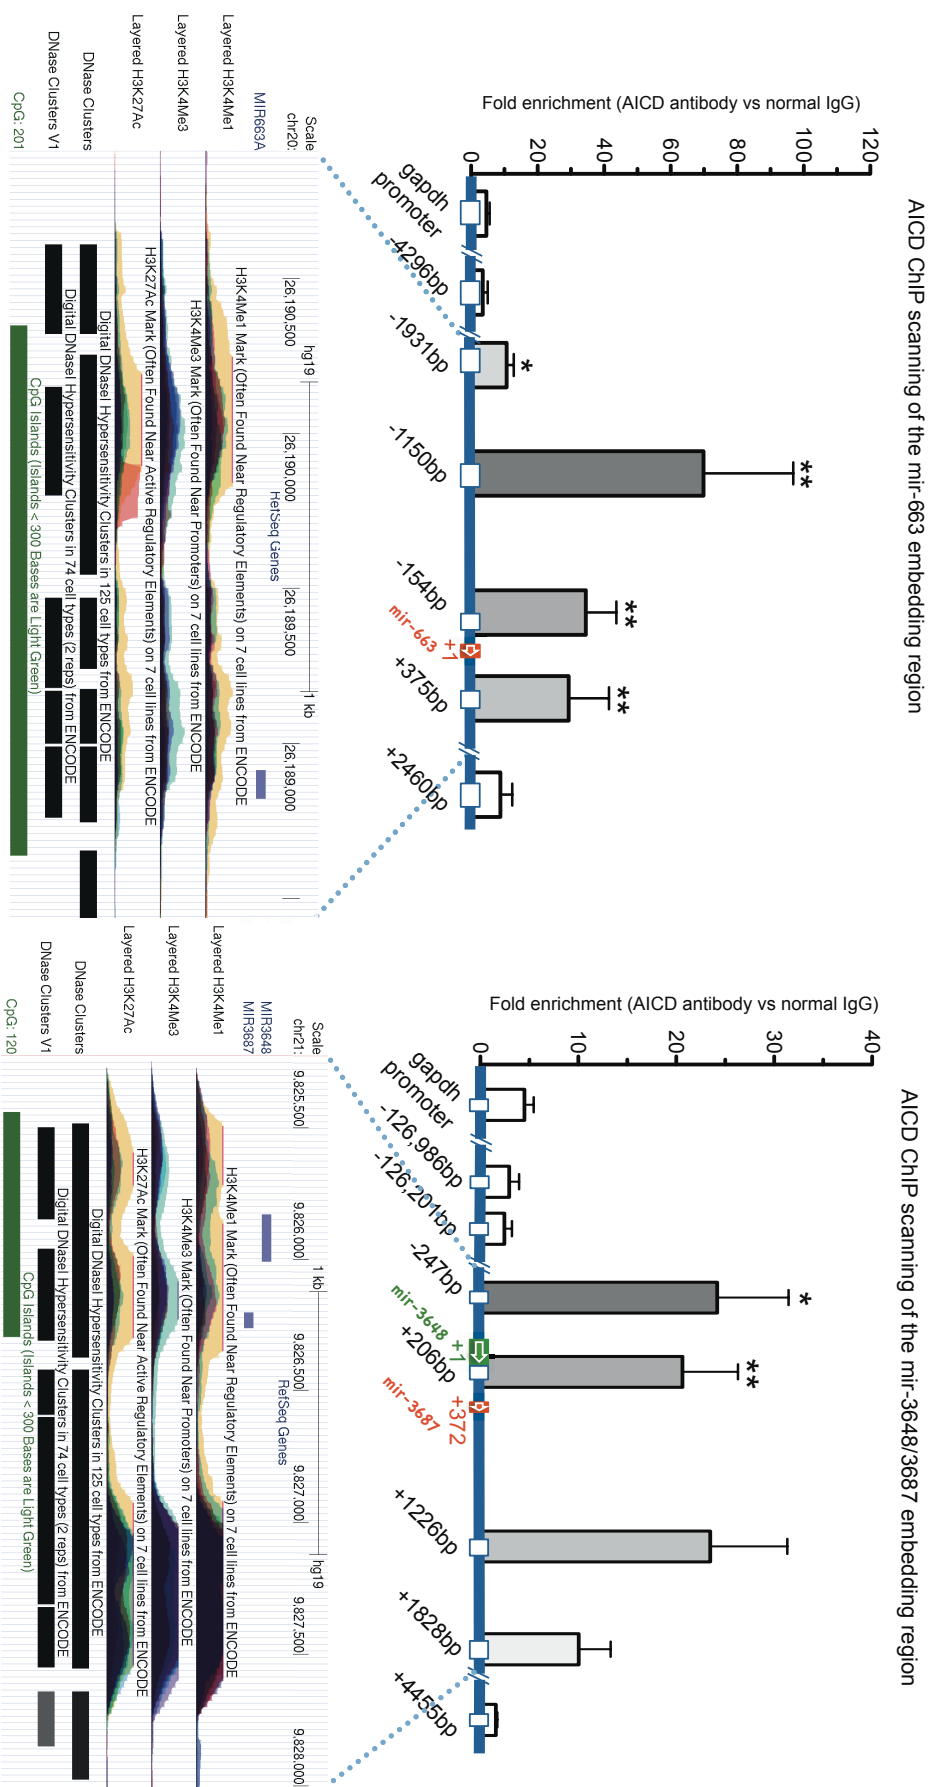 AICD ChIP scanning of the mir-663 embedding region
Fold enrichment (AICD antibody vs normal IgG)
120
100
80
60
40
20
0
*
**
**
**
gapdh promoter
-4296bp
-1931bp
-1150bp
-154bp
mir-663 +1
+375bp
+2460bp
Scale
1 kb
hg19
chr20:
26,190,500
26,190,000
26,189,500
26,189,000
RefSeq Genes
MIR663A
H3K4Me1 Mark (Often Found Near Regulatory Elements) on 7 cell lines from ENCODE
Layered H3K4Me1
H3K4Me3 Mark (Often Found Near Promoters) on 7 cell lines from ENCODE
Layered H3K4Me3
H3K27Ac Mark (Often Found Near Active Regulatory Elements) on 7 cell lines from ENCODE
Layered H3K27Ac
Digital DNaseI Hypersensitivity Clusters in 125 cell types from ENCODE
DNase Clusters
Digital DNaseI Hypersensitivity Clusters in 74 cell types (2 reps) from ENCODE
DNase Clusters V1
CpG Islands (Islands < 300 Bases are Light Green)
CpG: 201
AICD ChIP scanning of the mir-3648/3687 embedding region
Fold enrichment (AICD antibody vs normal IgG)
40
30
20
10
0
*
**
gapdh promoter
-126,986bp
-126,201bp
-247bp
mir-3648 +1
+206bp
mir-3687 +372
+1226bp
+1828bp
+4455bp
Scale
1 kb
hg19
chr21:
9,825,500
9,826,000
9,826,500
9,827,000
9,827,500
9,828,000
RefSeq Genes
MIR3648
MIR3687
H3K4Me1 Mark (Often Found Near Regulatory Elements) on 7 cell lines from ENCODE
Layered H3K4Me1
H3K4Me3 Mark (Often Found Near Promoters) on 7 cell lines from ENCODE
Layered H3K4Me3
H3K27Ac Mark (Often Found Near Active Regulatory Elements) on 7 cell lines from ENCODE
Layered H3K27Ac
Digital DNaseI Hypersensitivity Clusters in 125 cell types from ENCODE
DNase Clusters
Digital DNaseI Hypersensitivity Clusters in 74 cell types (2 reps) from ENCODE
DNase Clusters V1
CpG Islands (Islands < 300 Bases are Light Green)
CpG: 120